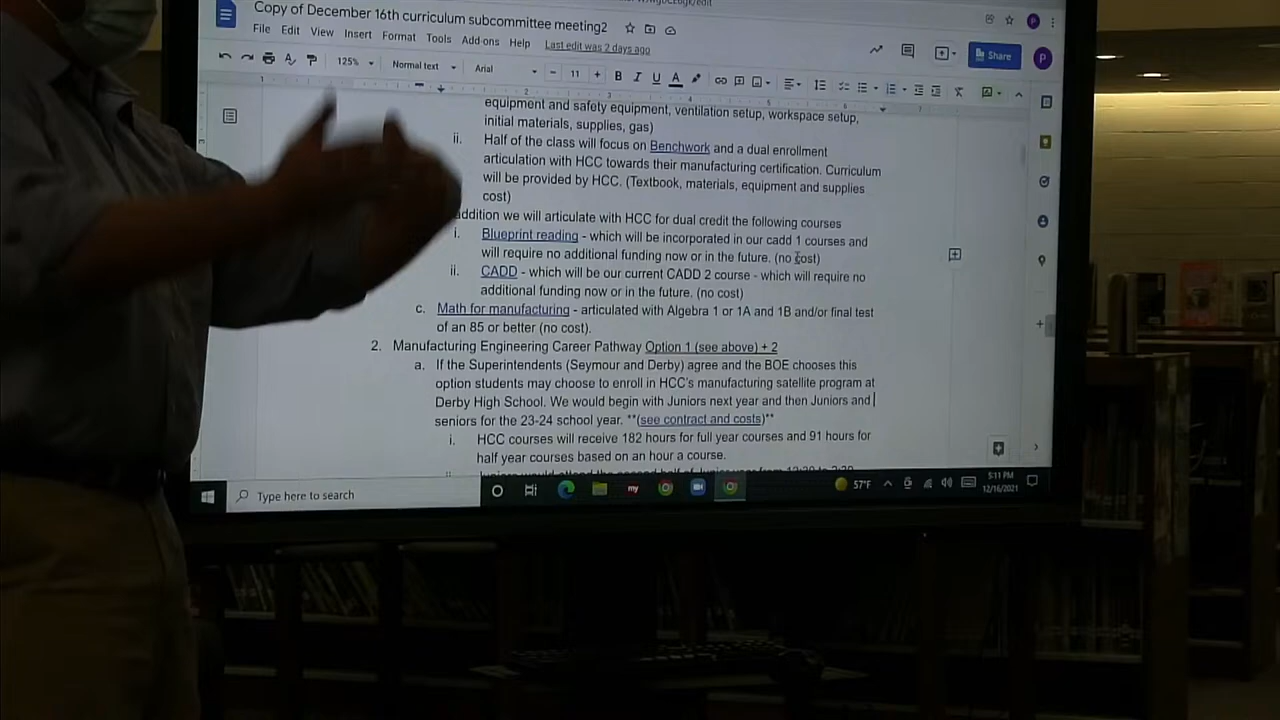 Copy of December 16th curriculum subcommittee meeting2
File Edit View Insert Format Tools Add-ons Help Last edit was 2 days ago
Share
P
125% Normal text Arial 11 B I U A
equipment and safety equipment, ventilation setup, workspace setup,
initial materials, supplies, gas)
ii. Half of the class will focus on Benchwork and a dual enrollment
articulation with HCC towards their manufacturing certification. Curriculum
will be provided by HCC. (Textbook, materials, equipment and supplies
cost)
addition we will articulate with HCC for dual credit the following courses
i. Blueprint reading - which will be incorporated in our cadd 1 courses and
will require no additional funding now or in the future. (no cost)
ii. CADD - which will be our current CADD 2 course - which will require no
additional funding now or in the future. (no cost)
c. Math for manufacturing - articulated with Algebra 1 or 1A and 1B and/or final test
of an 85 or better (no cost).
2. Manufacturing Engineering Career Pathway Option 1 (see above) + 2
a. If the Superintendents (Seymour and Derby) agree and the BOE chooses this
option students may choose to enroll in HCC's manufacturing satellite program at
Derby High School. We would begin with Juniors next year and then Juniors and
seniors for the 23-24 school year. **(see contract and costs)**
i. HCC courses will receive 182 hours for full year courses and 91 hours for
half year courses based on an hour a course.
Type here to search
my
57°F
5:11 PM
12/16/2021